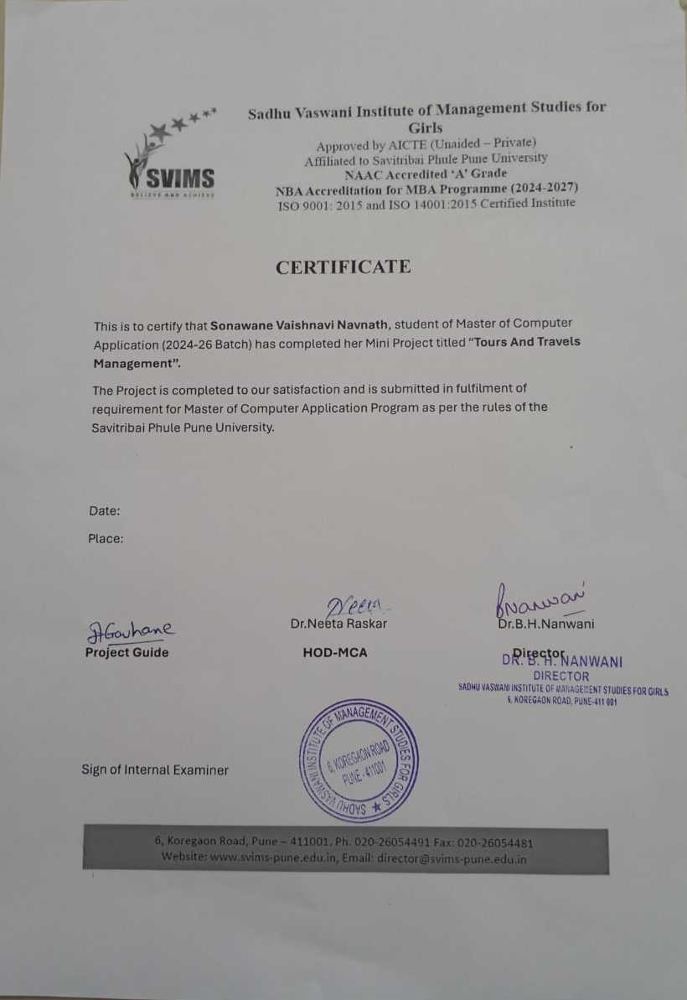 SVIMS
BELIEVE AND ACHIEVE
Sadhu Vaswani Institute of Management Studies for
Girls
Approved by AICTE (Unaided – Private)
Affiliated to Savitribai Phule Pune University
NAAC Accredited ‘A’ Grade
NBA Accreditation for MBA Programme (2024-2027)
ISO 9001: 2015 and ISO 14001:2015 Certified Institute
CERTIFICATE
This is to certify that Sonawane Vaishnavi Navnath, student of Master of Computer
Application (2024-26 Batch) has completed her Mini Project titled “Tours And Travels
Management”.
The Project is completed to our satisfaction and is submitted in fulfilment of
requirement for Master of Computer Application Program as per the rules of the
Savitribai Phule Pune University.
Date:
Place:
Neeta
Bnanwani
Dr.Neeta Raskar
Dr.B.H.Nanwani
Gavhane
Project Guide
HOD-MCA
Director
DR. B. H. NANWANI
DIRECTOR
SADHU VASWANI INSTITUTE OF MANAGEMENT STUDIES FOR GIRLS
6, KOREGAON ROAD, PUNE-411 001
SADHU VASWANI INSTITUTE OF MANAGEMENT STUDIES FOR GIRLS ★
6, KOREGAON ROAD
PUNE - 411001
Sign of Internal Examiner
6, Koregaon Road, Pune – 411001. Ph. 020-26054491 Fax: 020-26054481
Website: www.svims-pune.edu.in, Email: director@svims-pune.edu.in